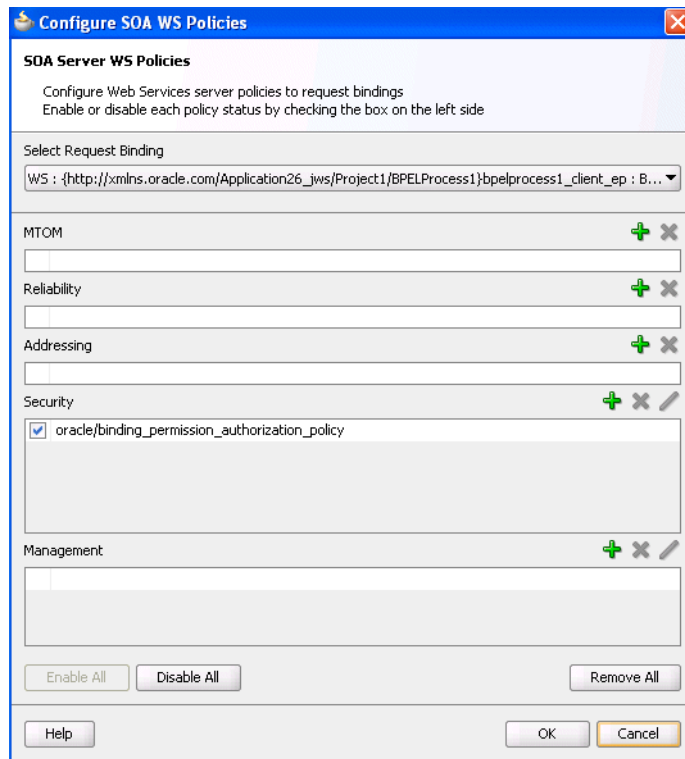 Configure SOA WS Policies
SOA Server WS Policies
Configure Web Services server policies to request bindings
Enable or disable each policy status by checking the box on the left side
Select Request Binding
WS : {http://xmlns.oracle.com/Application26_jws/Project1/BPELProcess1}bpelprocess1_client_ep : B...
MTOM
Reliability
Addressing
Security
oracle/binding_permission_authorization_policy
Management
Enable All Disable All Remove All
Help OK Cancel